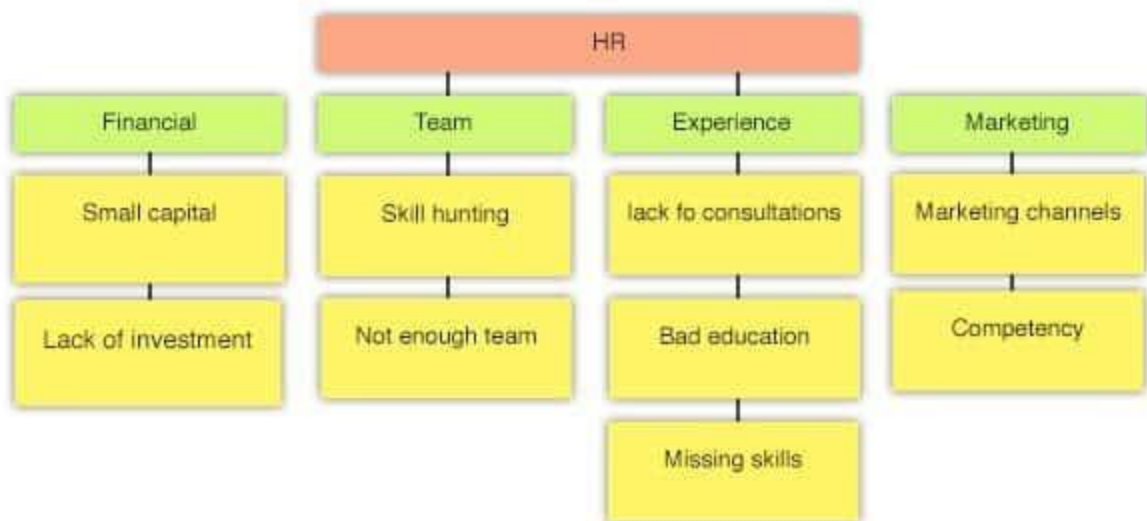 HR
Financial
Team
Experience
Marketing
Small capital
Skill hunting
lack fo consultations
Marketing channels
Lack of investment
Not enough team
Bad education
Competency
Missing skills